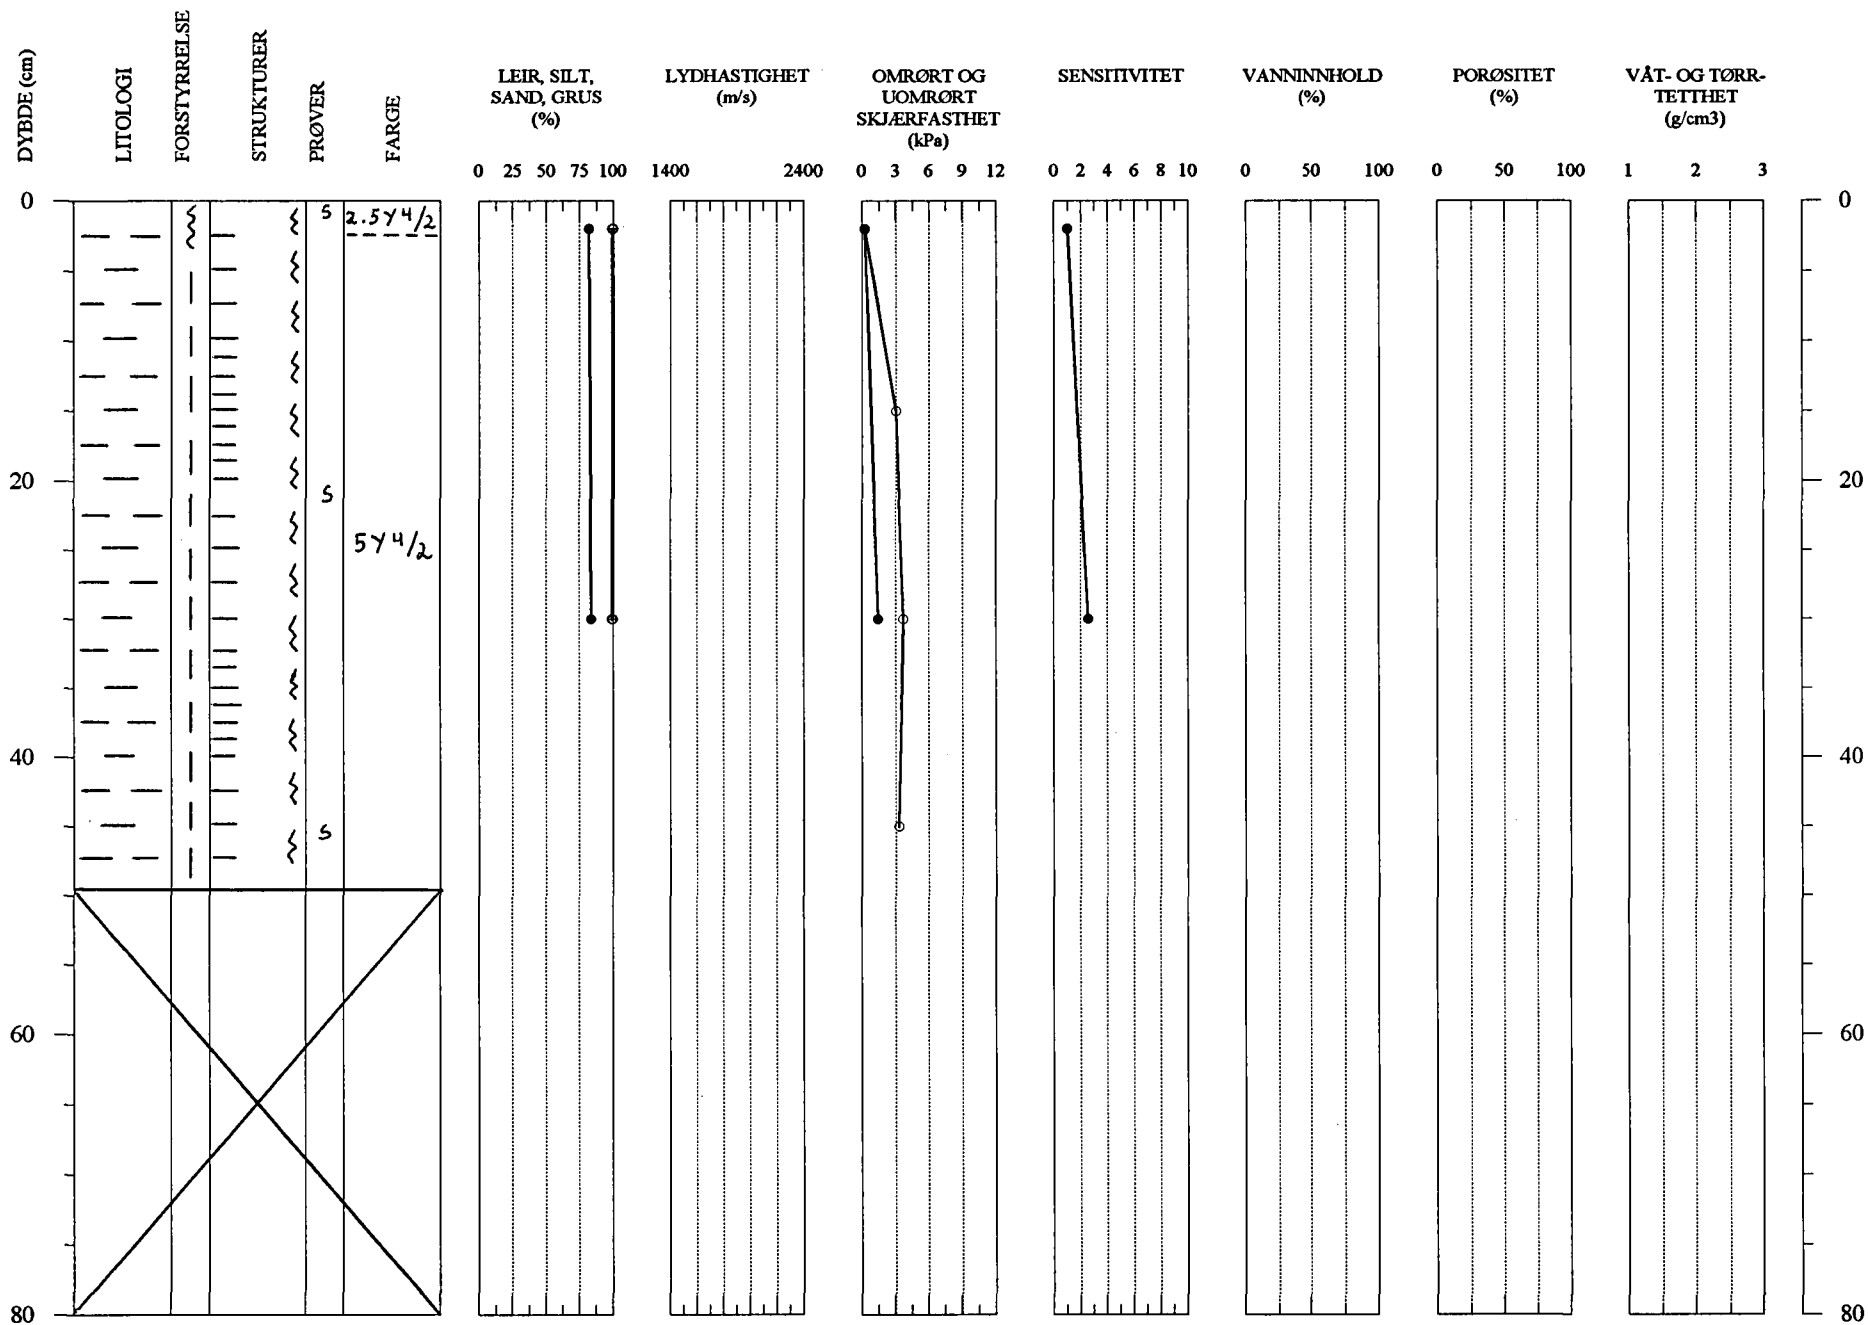 DYBDE (cm)
LITOLOGI
FORSTYRRELSE
STRUKTURER
PRØVER
FARGE
LEIR, SILT,
SAND, GRUS
(%)
LYDHASTIGHET
(m/s)
OMRØRT OG
UOMRØRT
SKJÆRFASTHET
(kPa)
SENSITIVITET
VANNINNHOLD
(%)
PORØSITET
(%)
VÅT- OG TØRR-
TETTHET
(g/cm3)
0 25 50 75 100
1400 2400
0 3 6 9 12
0 2 4 6 8 10
0 50 100
0 50 100
1 2 3
0 0
S 2.5Y4/2
20 20
S
5Y4/2
40 40
S
60 60
80 80